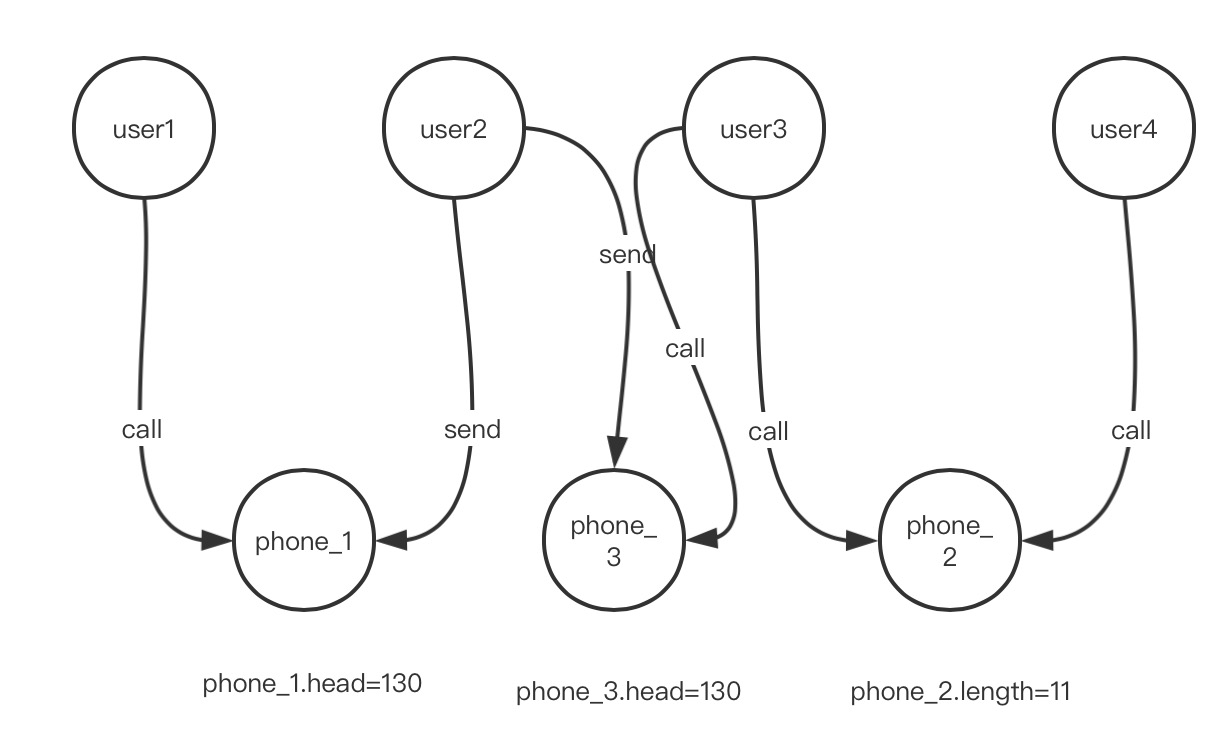 user1
user2
user3
user4
send
call
call
send
call
call
phone_1
phone_
3
phone_
2
phone_1.head=130
phone_3.head=130
phone_2.length=11